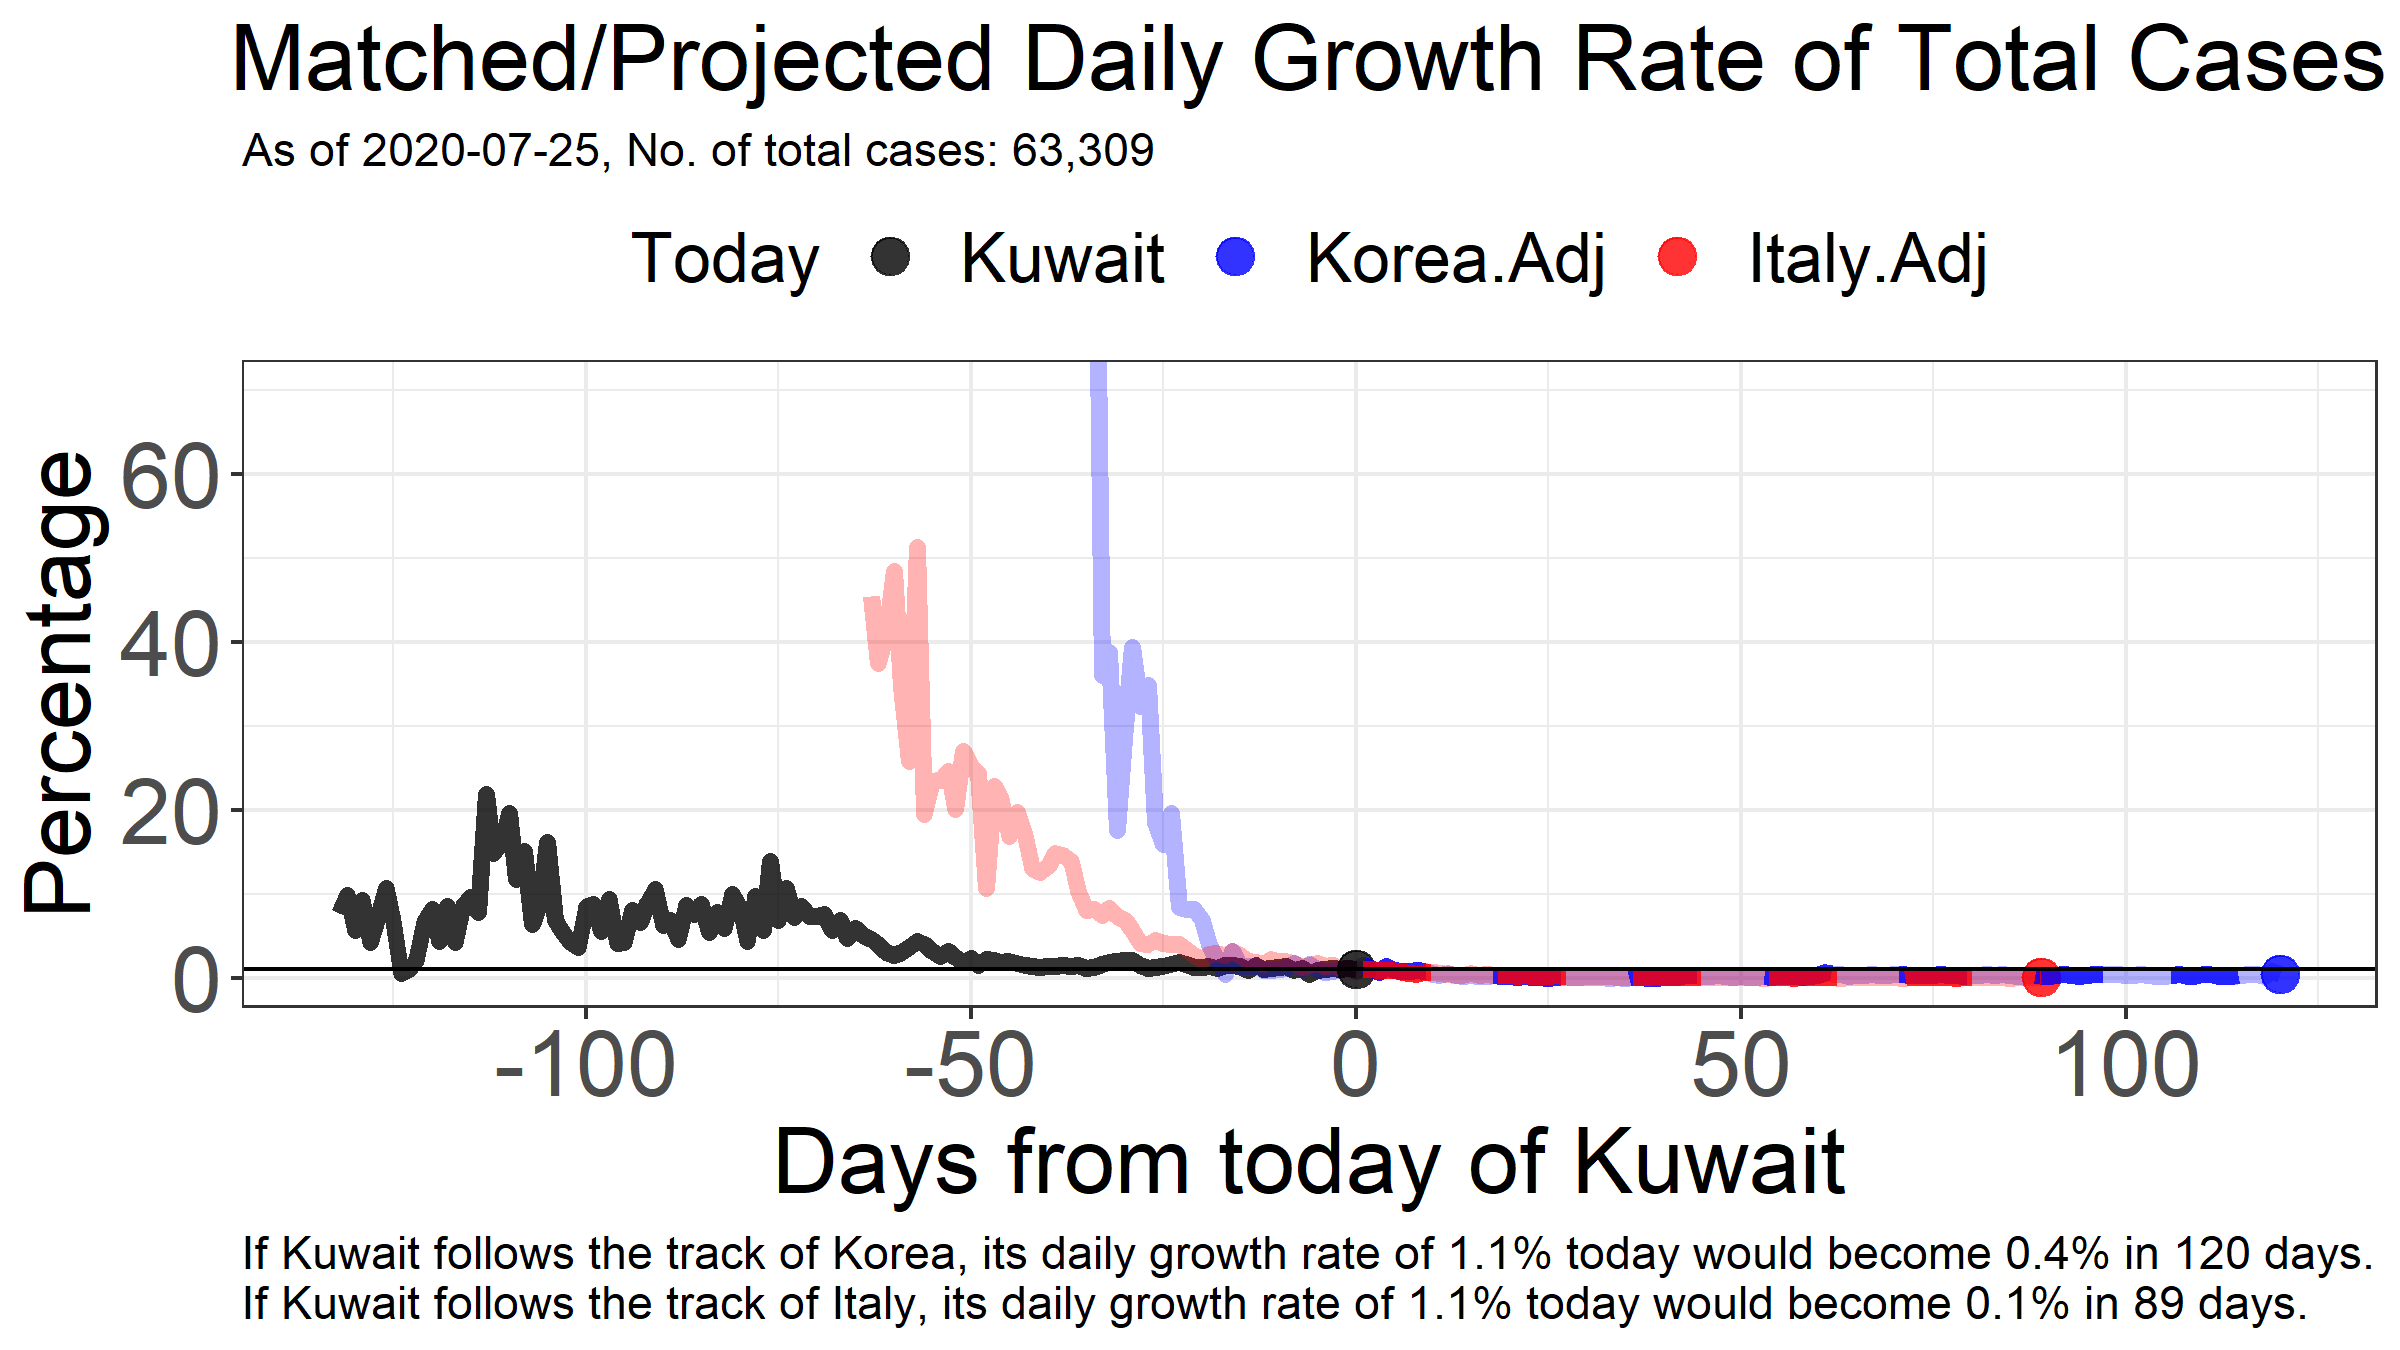 Matched/Projected Daily Growth Rate of Total Cases
As of 2020-07-25, No. of total cases: 63,309
Today Kuwait Korea.Adj Italy.Adj
Percentage
60
40
20
0
-100 -50 0 50 100
Days from today of Kuwait
If Kuwait follows the track of Korea, its daily growth rate of 1.1% today would become 0.4% in 120 days.
If Kuwait follows the track of Italy, its daily growth rate of 1.1% today would become 0.1% in 89 days.